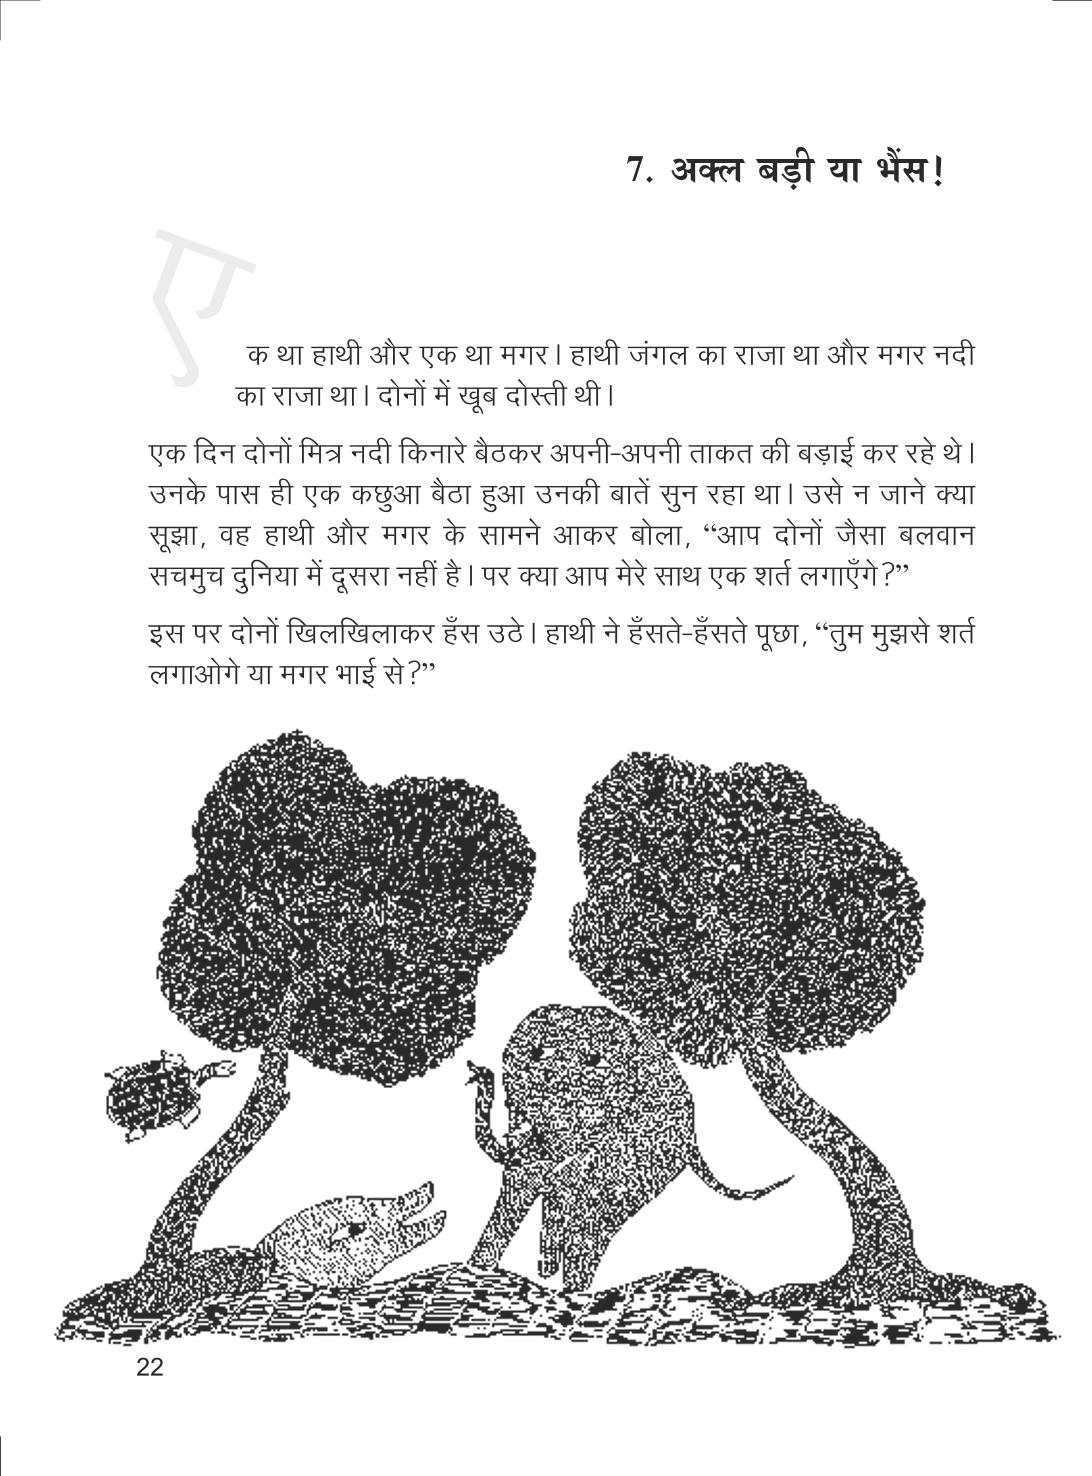 7. अक्ल बड़ी या भैंस!
एक था हाथी और एक था मगर। हाथी जंगल का राजा था और मगर नदी
का राजा था। दोनों में खूब दोस्ती थी।
एक दिन दोनों मित्र नदी किनारे बैठकर अपनी-अपनी ताकत की बड़ाई कर रहे थे।
उनके पास ही एक कछुआ बैठा हुआ उनकी बातें सुन रहा था। उसे न जाने क्या
सूझा, वह हाथी और मगर के सामने आकर बोला, “आप दोनों जैसा बलवान
सचमुच दुनिया में दूसरा नहीं है। पर क्या आप मेरे साथ एक शर्त लगाएँगे?”
इस पर दोनों खिलखिलाकर हँस उठे। हाथी ने हँसते-हँसते पूछा, “तुम मुझसे शर्त
लगाओगे या मगर भाई से?”
22